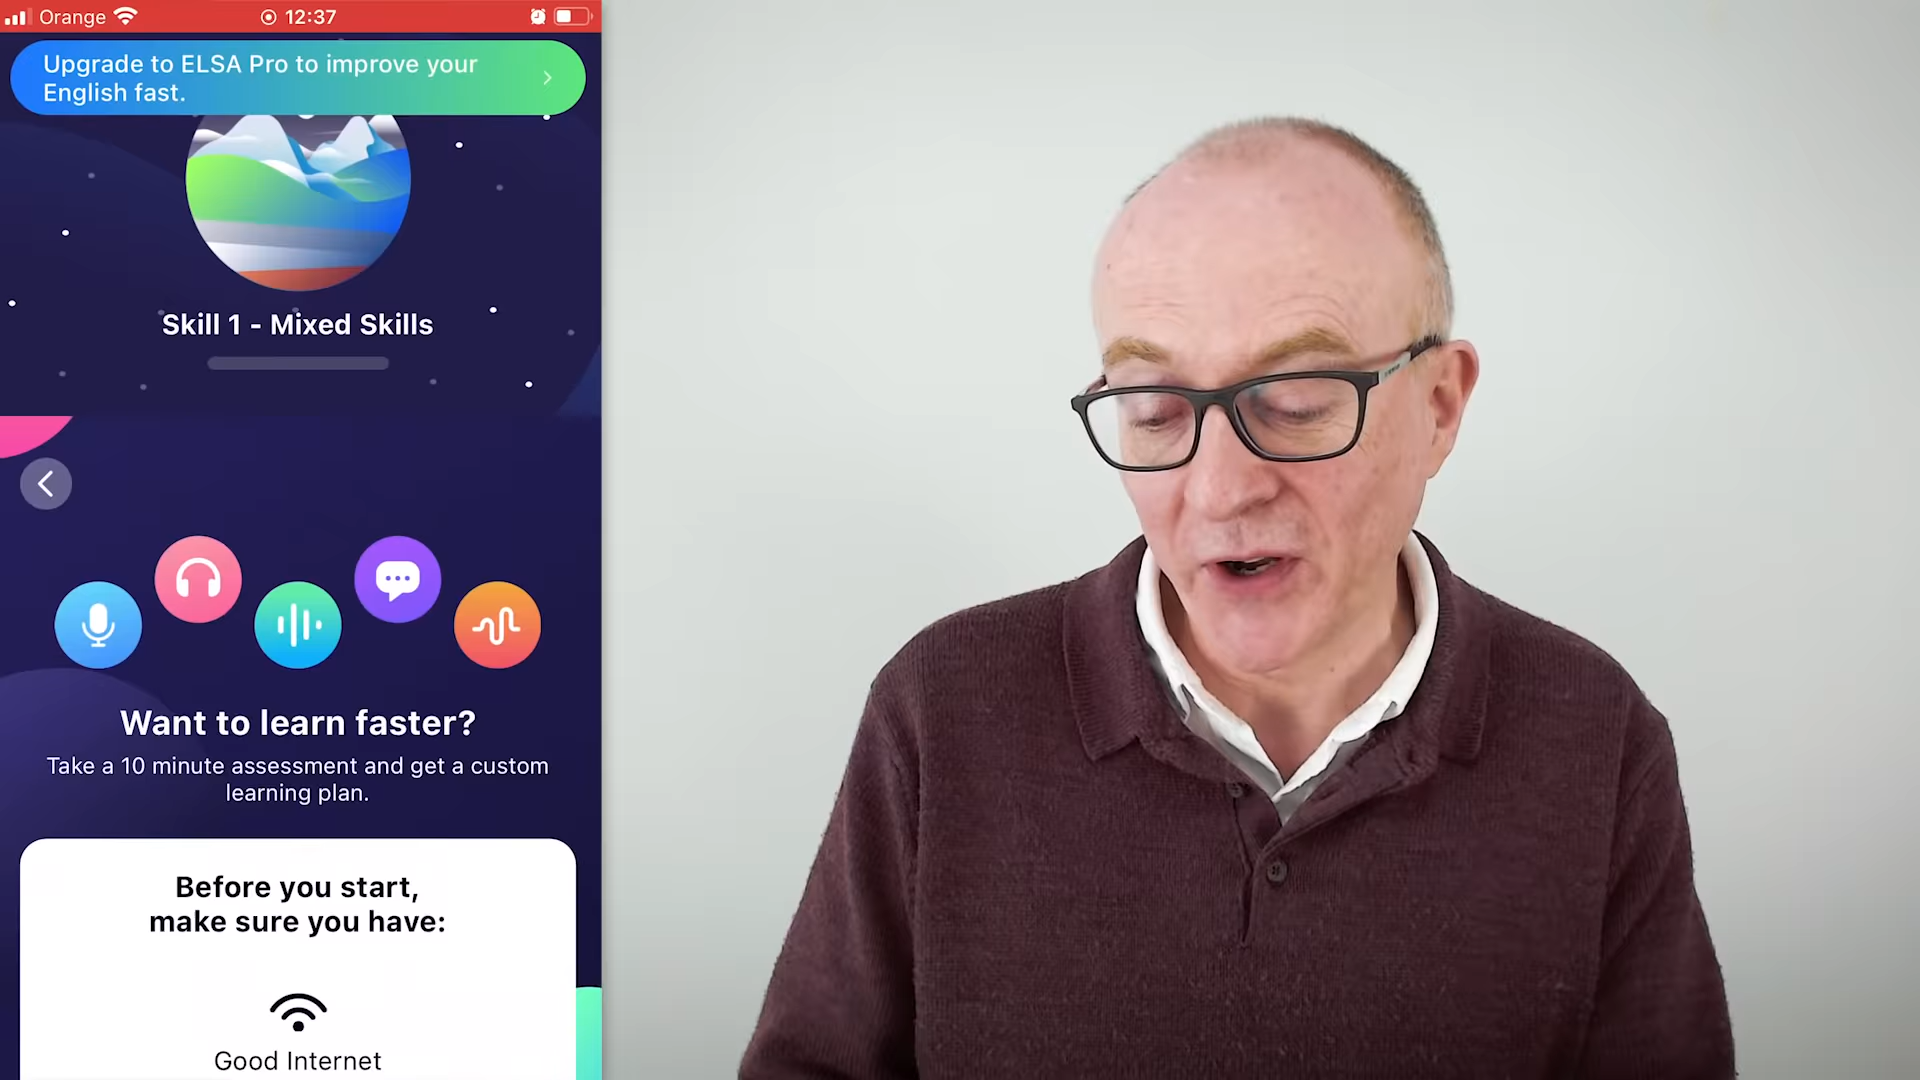 Orange 12:37
Upgrade to ELSA Pro to improve your
English fast.
Skill 1 - Mixed Skills
Want to learn faster?
Take a 10 minute assessment and get a custom
learning plan.
Before you start,
make sure you have:
Good Internet